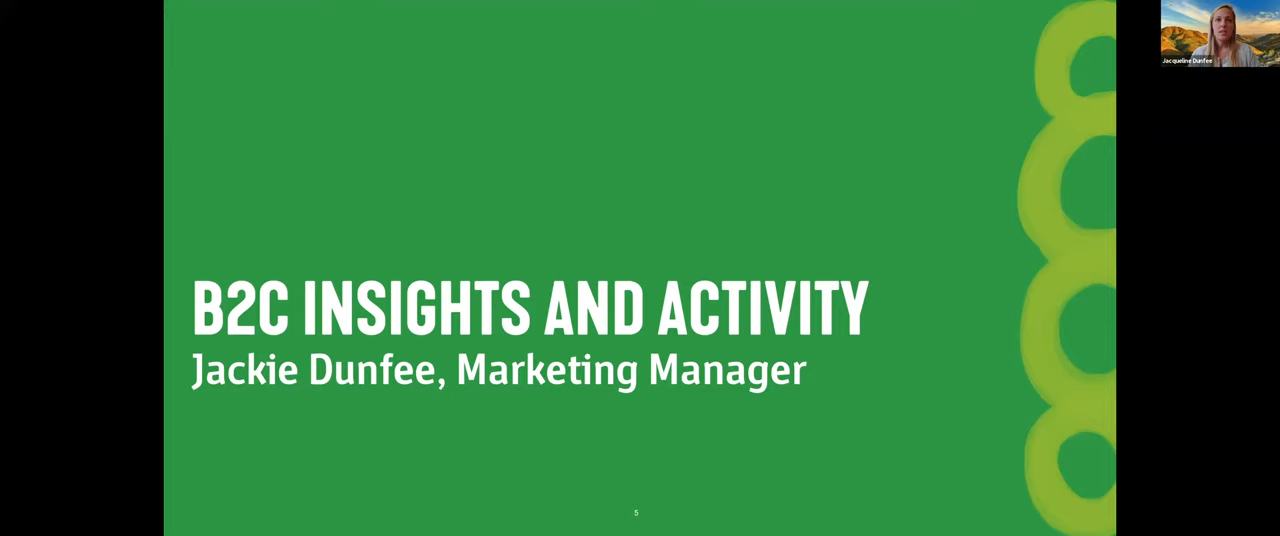 Jacqueline Dunfee
B2C INSIGHTS AND ACTIVITY
Jackie Dunfee, Marketing Manager
5